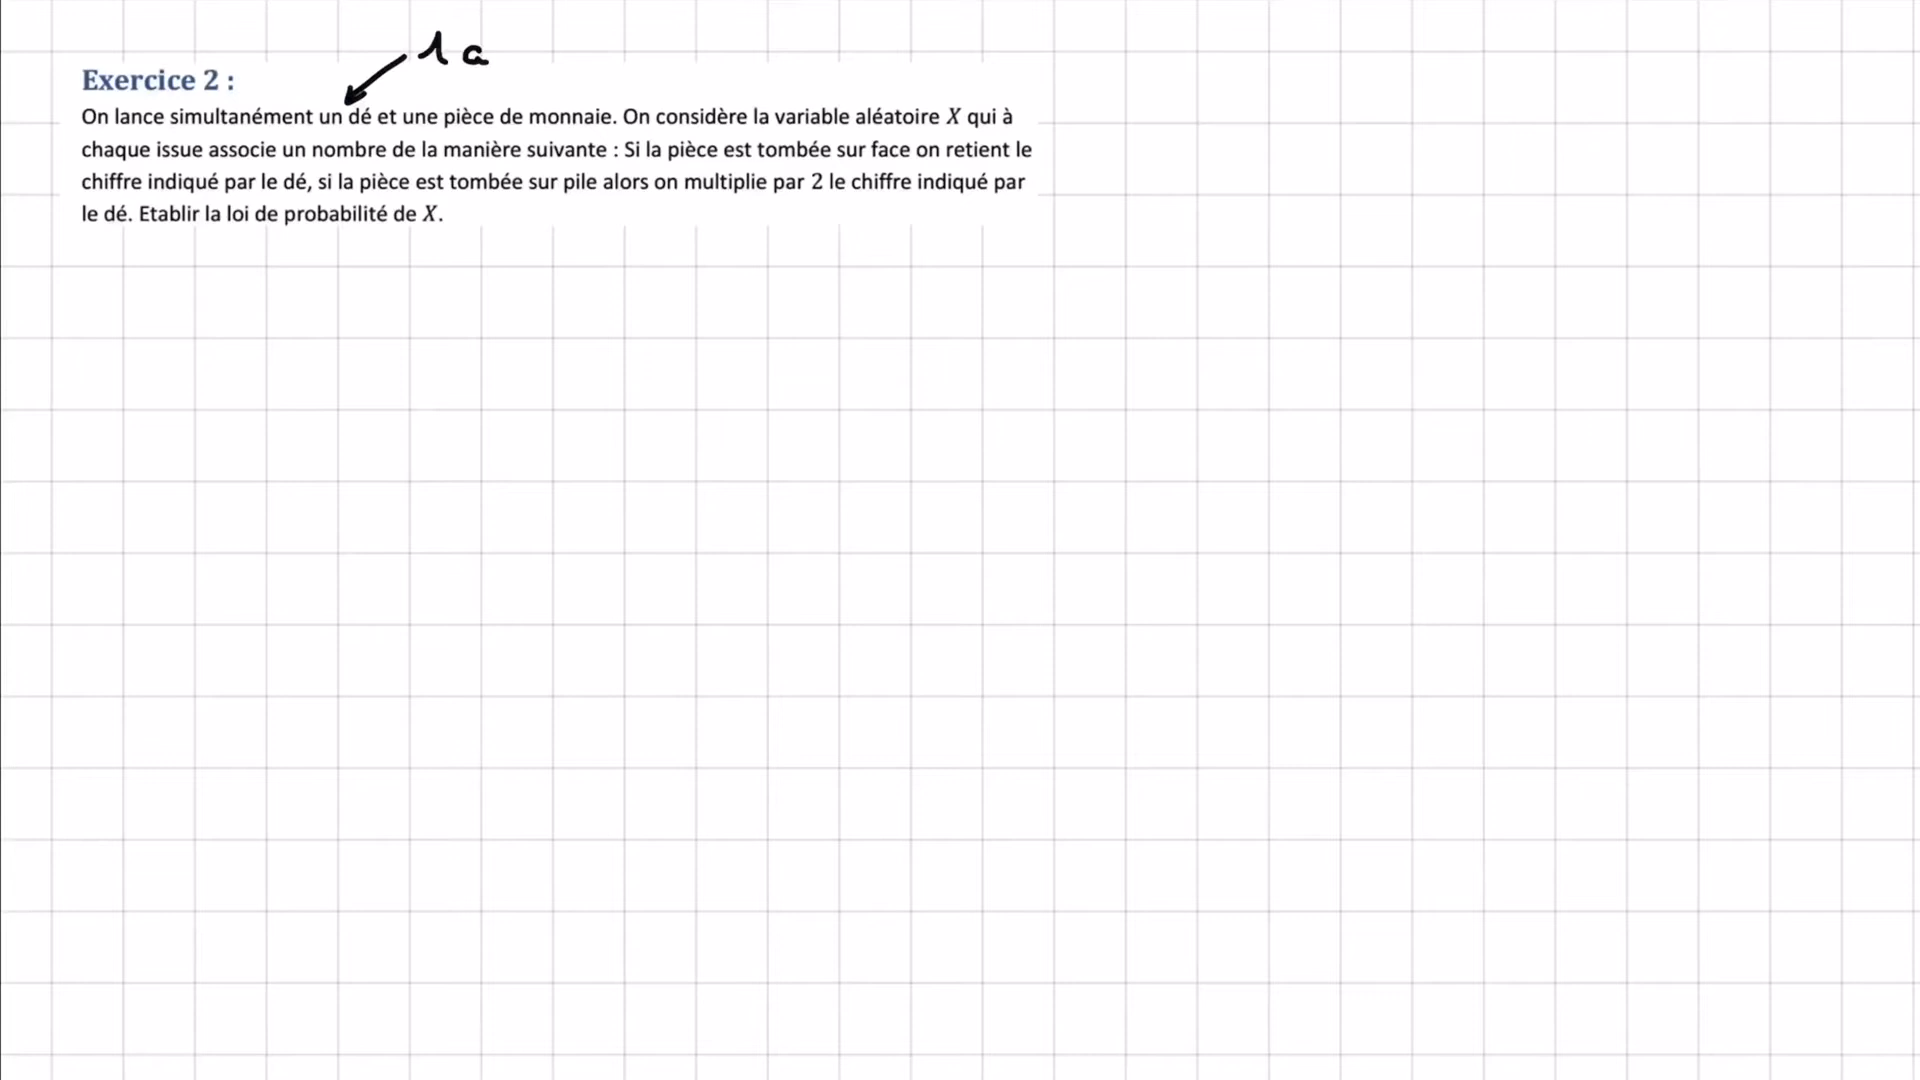 1 a
Exercice 2 :
On lance simultanément un dé et une pièce de monnaie. On considère la variable aléatoire X qui à
chaque issue associe un nombre de la manière suivante : Si la pièce est tombée sur face on retient le
chiffre indiqué par le dé, si la pièce est tombée sur pile alors on multiplie par 2 le chiffre indiqué par
le dé. Etablir la loi de probabilité de X.